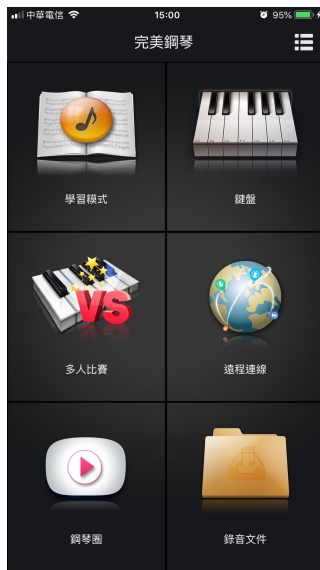 中華電信 15:00 95%
完美鋼琴
學習模式 鍵盤
VS
多人比賽 遠程連線
鋼琴圈 錄音文件